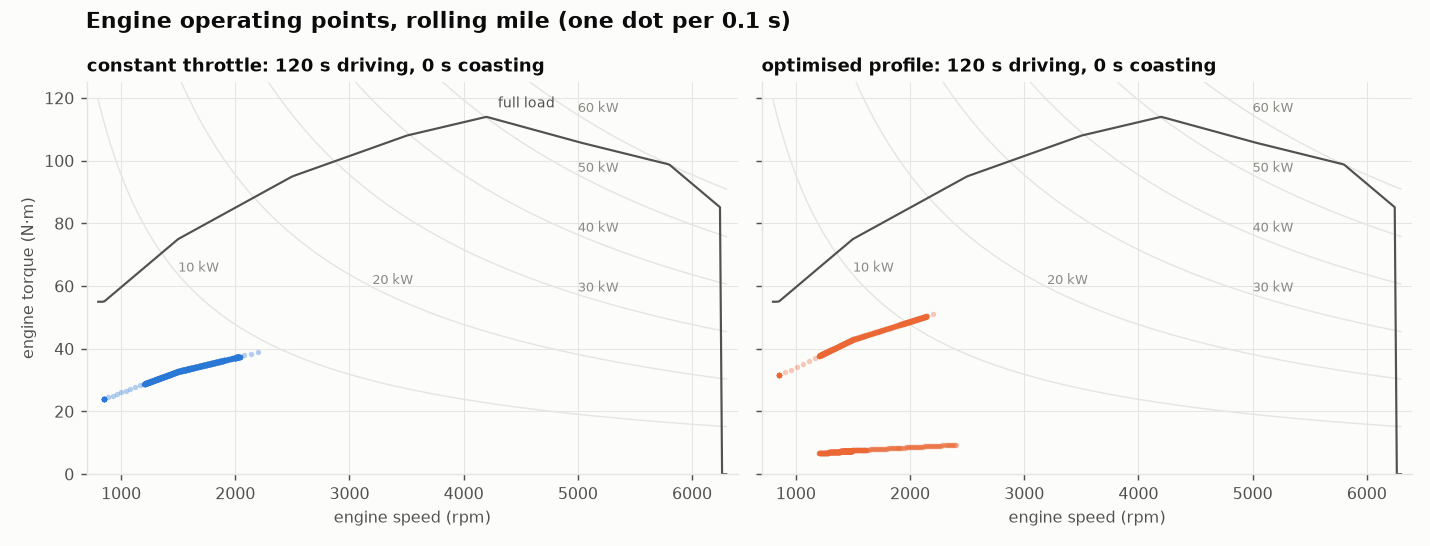 Engine operating points, rolling mile (one dot per 0.1 s)
constant throttle: 120 s driving, 0 s coasting
optimised profile: 120 s driving, 0 s coasting
engine torque (N·m)
120
100
80
60
40
20
0
full load
60 kW
50 kW
40 kW
30 kW
20 kW
10 kW
1000 2000 3000 4000 5000 6000
engine speed (rpm)
60 kW
50 kW
40 kW
30 kW
20 kW
10 kW
1000 2000 3000 4000 5000 6000
engine speed (rpm)